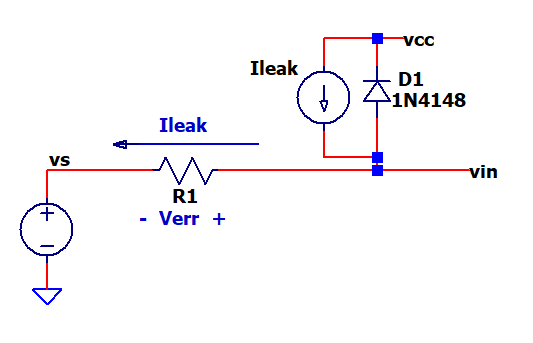 vcc
Ileak
D1
1N4148
Ileak
vs
vin
R1
- Verr +